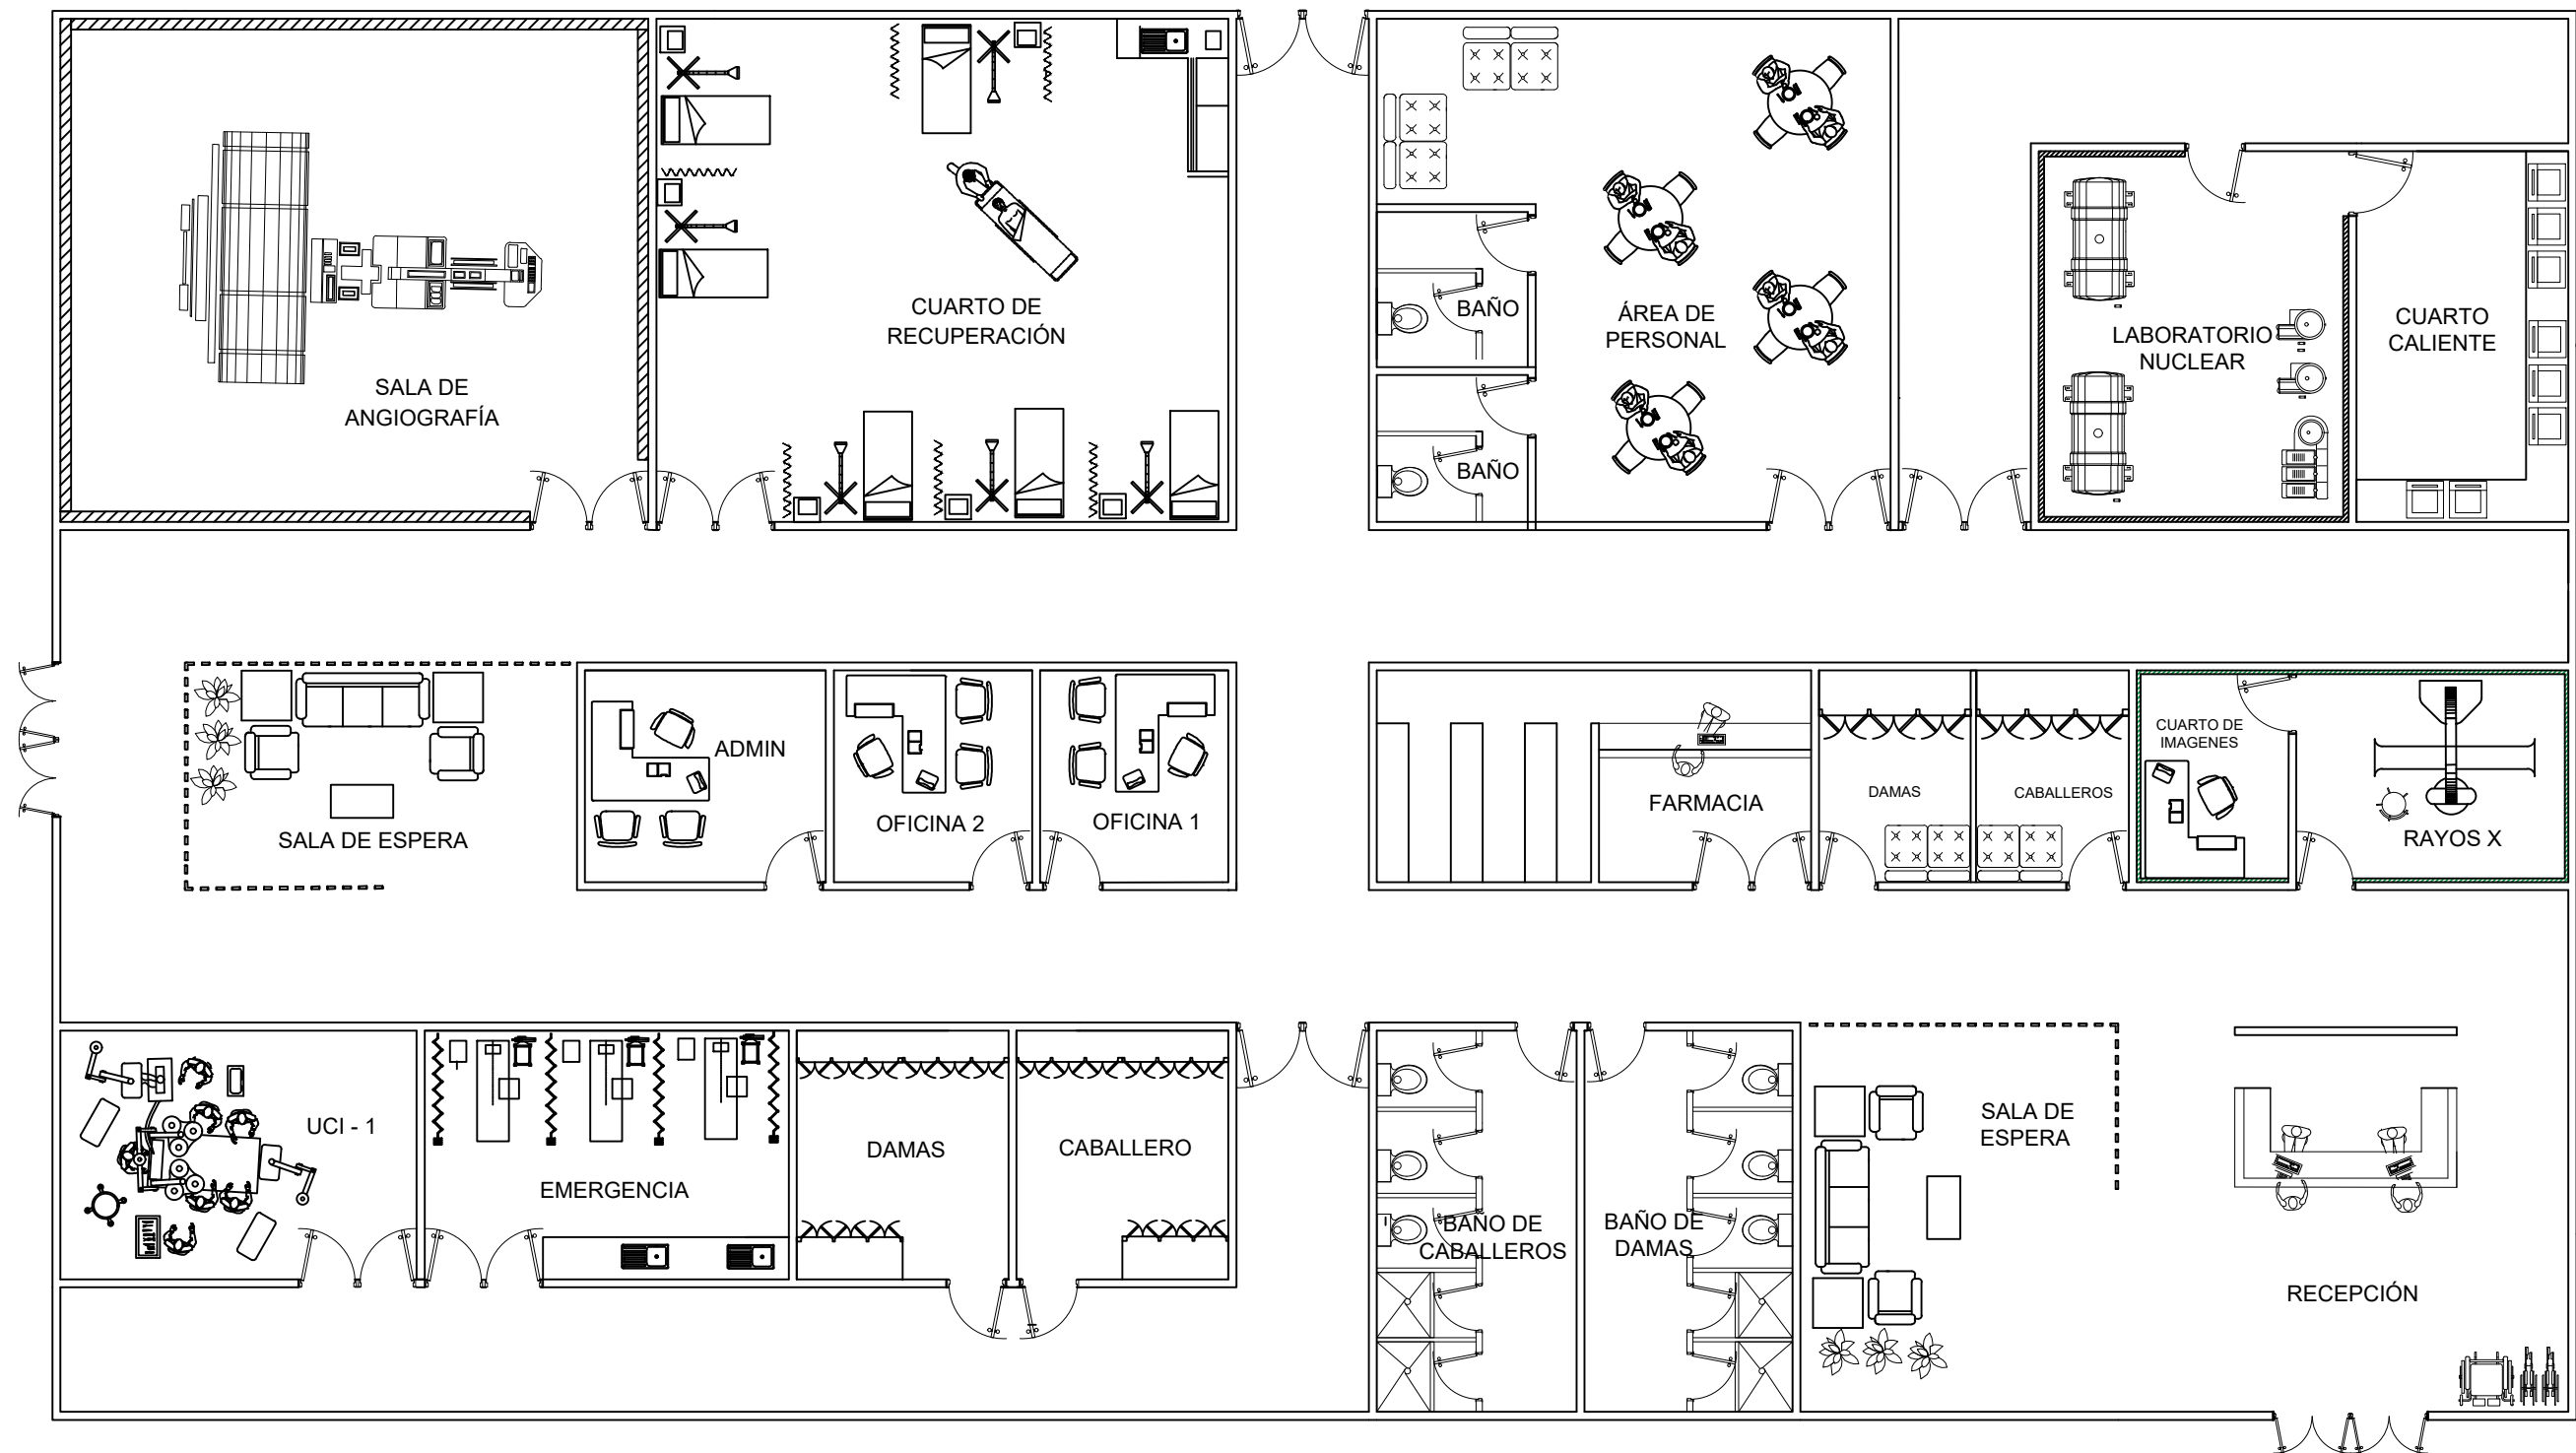 SALA DE
ANGIOGRAFÍA
CUARTO DE
RECUPERACIÓN
BAÑO
BAÑO
ÁREA DE
PERSONAL
LABORATORIO
NUCLEAR
CUARTO
CALIENTE
SALA DE ESPERA
ADMIN
OFICINA 2
OFICINA 1
FARMACIA
DAMAS
CABALLEROS
CUARTO DE
IMAGENES
RAYOS X
UCI - 1
EMERGENCIA
DAMAS
CABALLERO
BAÑO DE
CABALLEROS
BAÑO DE
DAMAS
SALA DE
ESPERA
RECEPCIÓN